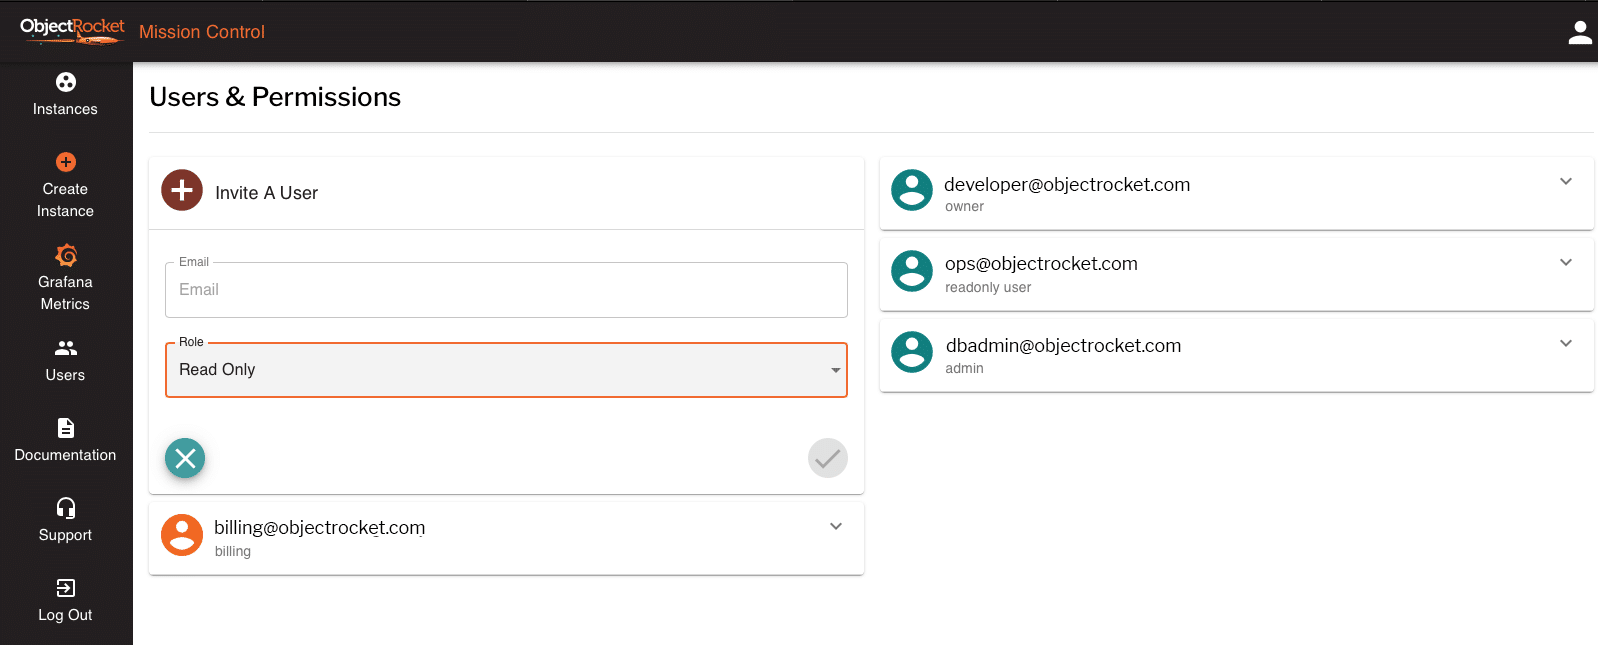 ObjectRocket
Mission Control
Instances
Create
Instance
Grafana
Metrics
Users
Documentation
Support
Log Out
Users & Permissions
Invite A User
Email
Email
Role
Read Only
billing@objectrocket.com
billing
developer@objectrocket.com
owner
ops@objectrocket.com
readonly user
dbadmin@objectrocket.com
admin